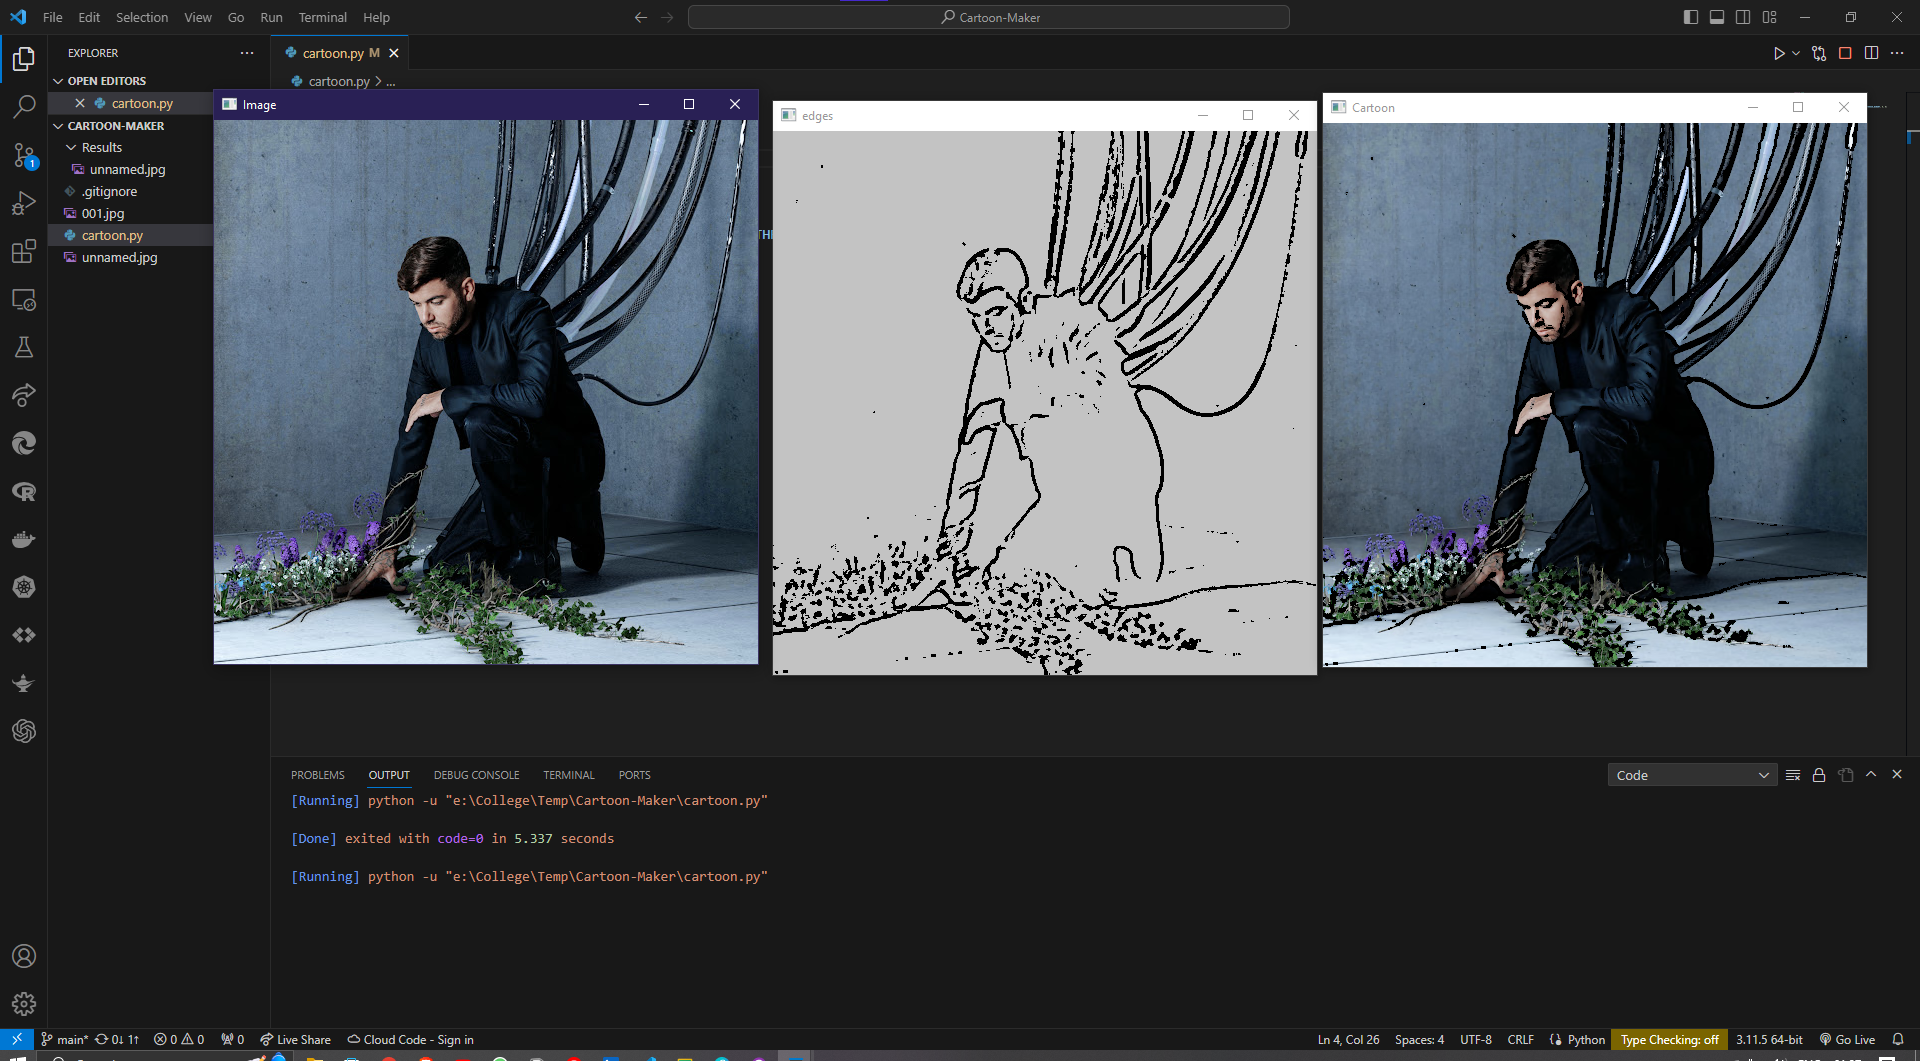 File Edit Selection View Go Run Terminal Help
Cartoon-Maker
EXPLORER
cartoon.py M
OPEN EDITORS
cartoon.py > ...
cartoon.py
CARTOON-MAKER
Results
unnamed.jpg
.gitignore
001.jpg
cartoon.py
unnamed.jpg
1
Image
edges
Cartoon
TH
PROBLEMS OUTPUT DEBUG CONSOLE TERMINAL PORTS
Code
[Running] python -u "e:\College\Temp\Cartoon-Maker\cartoon.py"
[Done] exited with code=0 in 5.337 seconds
[Running] python -u "e:\College\Temp\Cartoon-Maker\cartoon.py"
main* 0↓ 1↑ 0 0 0 Live Share Cloud Code - Sign in
Ln 4, Col 26 Spaces: 4 UTF-8 CRLF Python Type Checking: off 3.11.5 64-bit Go Live